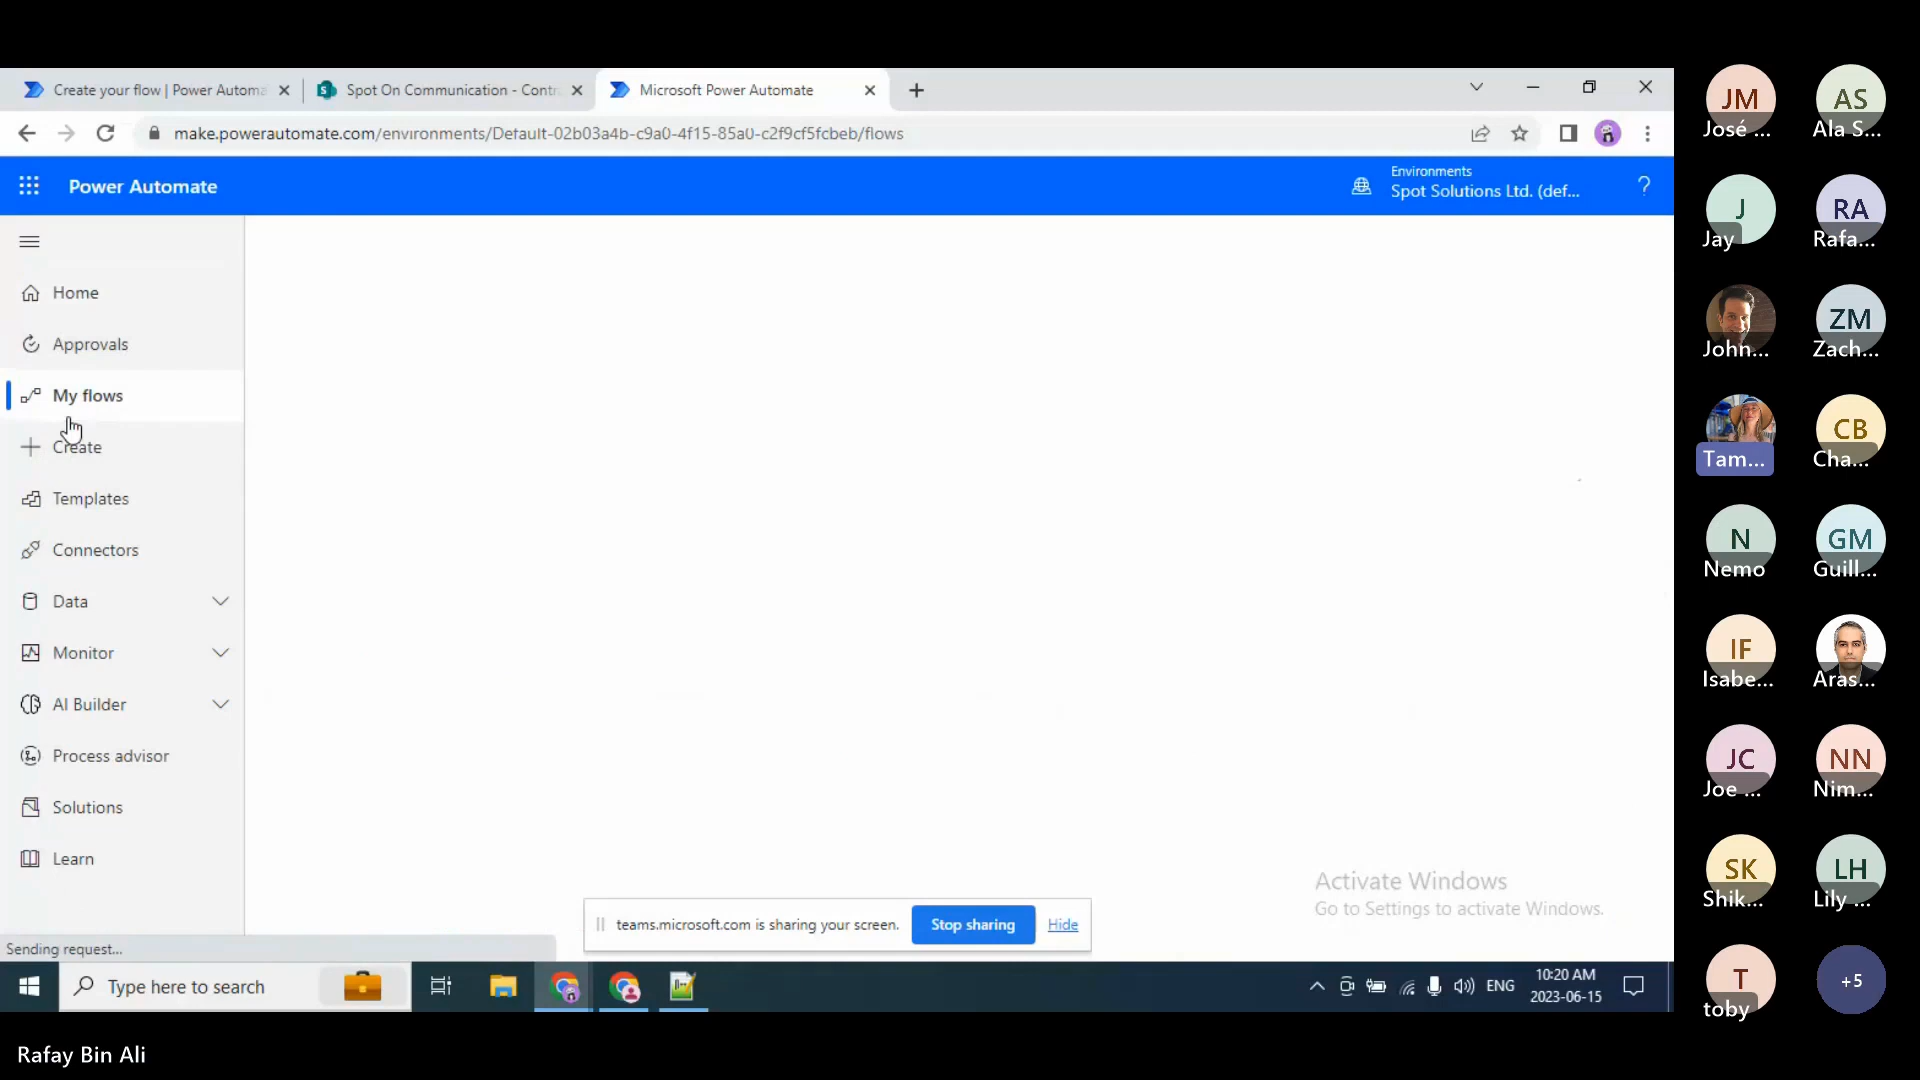 Create your flow | Power Automa
Spot On Communication - Contr
Microsoft Power Automate
make.powerautomate.com/environments/Default-02b03a4b-c9a0-4f15-85a0-c2f9cf5fcbeb/flows
Power Automate
Environments
Spot Solutions Ltd. (def...
?
Home
Approvals
My flows
Create
Templates
Connectors
Data
Monitor
AI Builder
Process advisor
Solutions
Learn
Activate Windows
Go to Settings to activate Windows.
teams.microsoft.com is sharing your screen.
Stop sharing
Hide
Sending request...
Type here to search
ENG
10:20 AM
2023-06-15
JM
José ...
AS
Ala S...
J
Jay
RA
Rafa...
John...
ZM
Zach...
Tam...
CB
Cha...
N
Nemo
GM
Guill...
IF
Isabe...
Aras...
JC
Joe ...
NN
Nim...
SK
Shik...
LH
Lily ...
T
toby
+5
Rafay Bin Ali